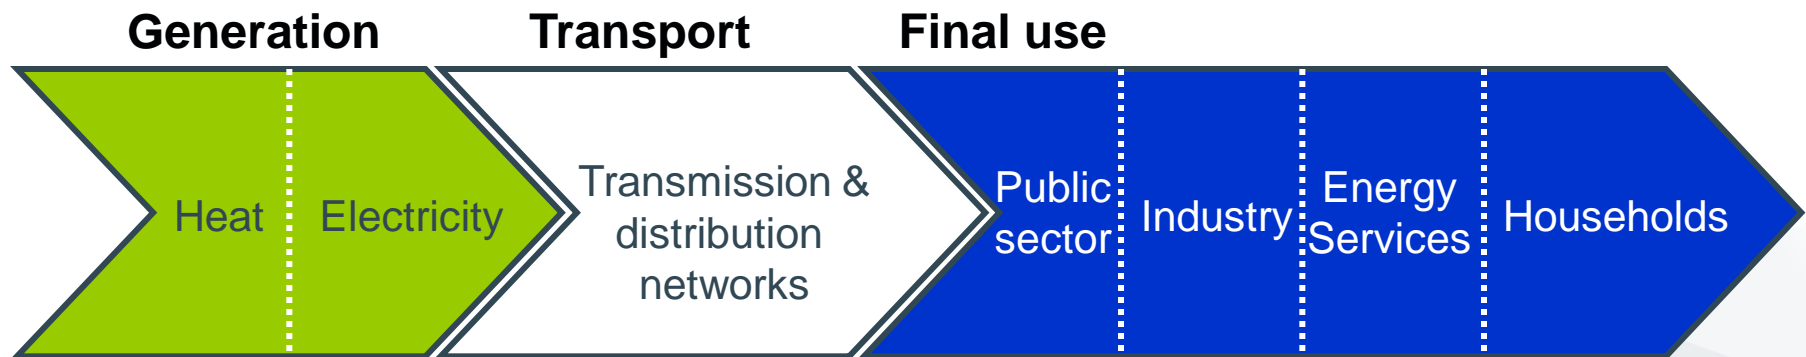 Generation Transport Final use
Heat Electricity
Transmission &
distribution
networks
Public
sector
Industry
Energy
Services
Households